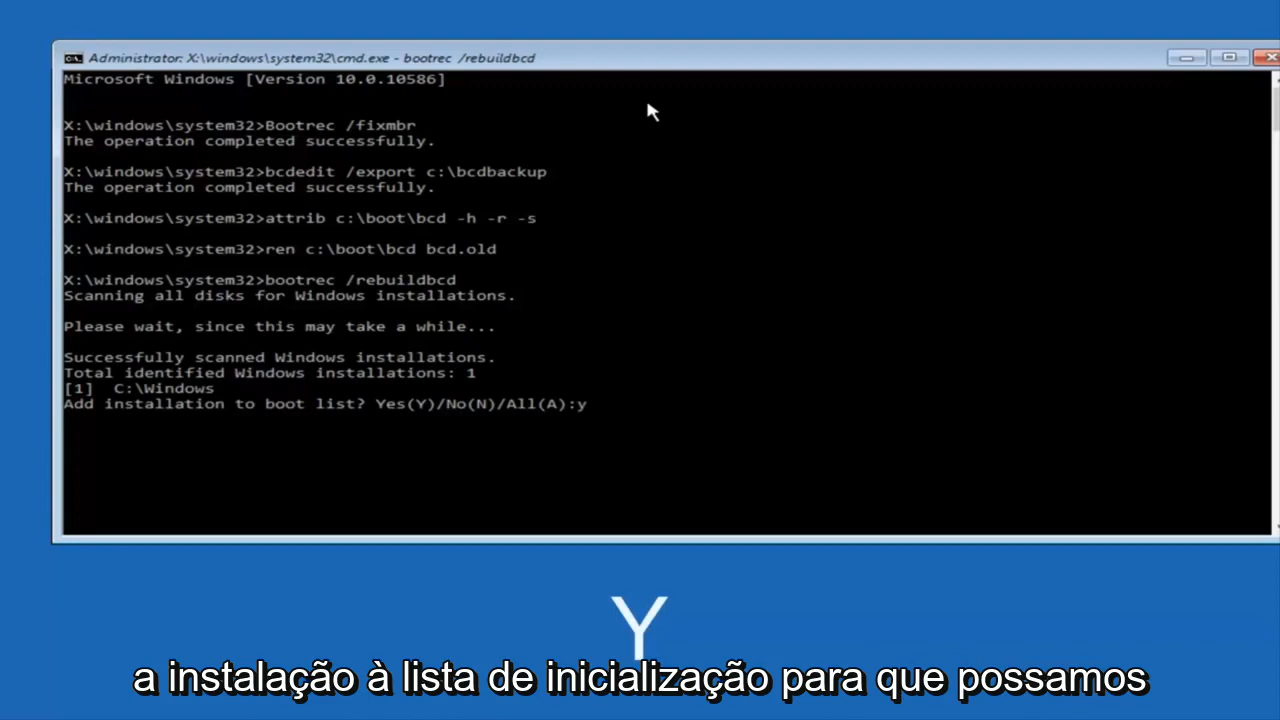 Administrator: X:\windows\system32\cmd.exe - bootrec /rebuildbcd
Microsoft Windows [Version 10.0.10586]
X:\windows\system32>Bootrec /fixmbr
The operation completed successfully.
X:\windows\system32>bcdedit /export c:\bcdbackup
The operation completed successfully.
X:\windows\system32>attrib c:\boot\bcd -h -r -s
X:\windows\system32>ren c:\boot\bcd bcd.old
X:\windows\system32>bootrec /rebuildbcd
Scanning all disks for Windows installations.
Please wait, since this may take a while...
Successfully scanned Windows installations.
Total identified Windows installations: 1
[1]  C:\Windows
Add installation to boot list? Yes(Y)/No(N)/All(A):y
Y
a instalação à lista de inicialização para que possamos